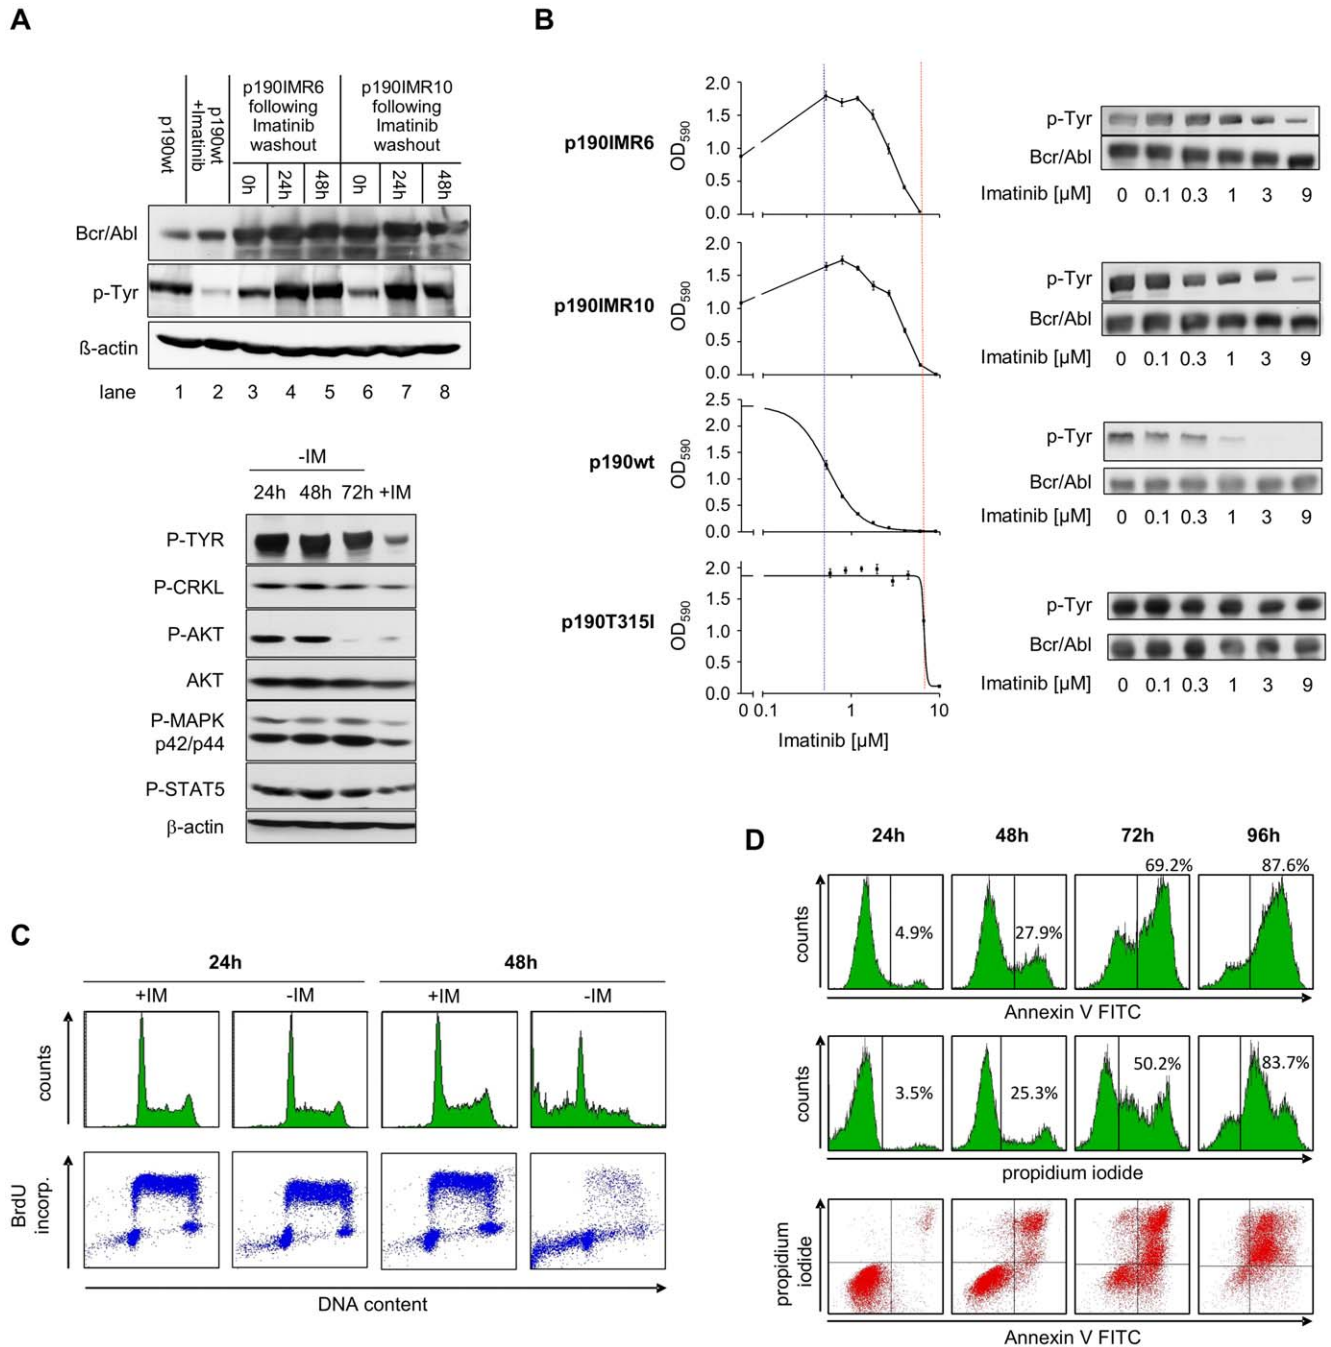 A
p190wt
p190wt
+Imatinib
p190IMR6
following
Imatinib
washout
p190IMR10
following
Imatinib
washout
0h 24h 48h 0h 24h 48h
Bcr/Abl
p-Tyr
ß-actin
lane 1 2 3 4 5 6 7 8
-IM
24h 48h 72h +IM
P-TYR
P-CRKL
P-AKT
AKT
P-MAPK
p42/p44
P-STAT5
β-actin
B
p190IMR6
OD590
2.0
1.5
1.0
0.5
0.0
p-Tyr
Bcr/Abl
Imatinib [µM] 0 0.1 0.3 1 3 9
p190IMR10
OD590
2.0
1.5
1.0
0.5
0.0
p-Tyr
Bcr/Abl
Imatinib [µM] 0 0.1 0.3 1 3 9
p190wt
OD590
2.5
2.0
1.5
1.0
0.5
0.0
p-Tyr
Bcr/Abl
Imatinib [µM] 0 0.1 0.3 1 3 9
p190T315I
OD590
2.0
1.5
1.0
0.5
0.0
0 0.1 1 10
Imatinib [µM]
p-Tyr
Bcr/Abl
Imatinib [µM] 0 0.1 0.3 1 3 9
C
24h 48h
+IM -IM +IM -IM
counts
BrdU
incorp.
DNA content
D
24h 48h 72h 96h
counts
4.9% 27.9% 69.2% 87.6%
Annexin V FITC
counts
3.5% 25.3% 50.2% 83.7%
propidium iodide
propidium
iodide
Annexin V FITC